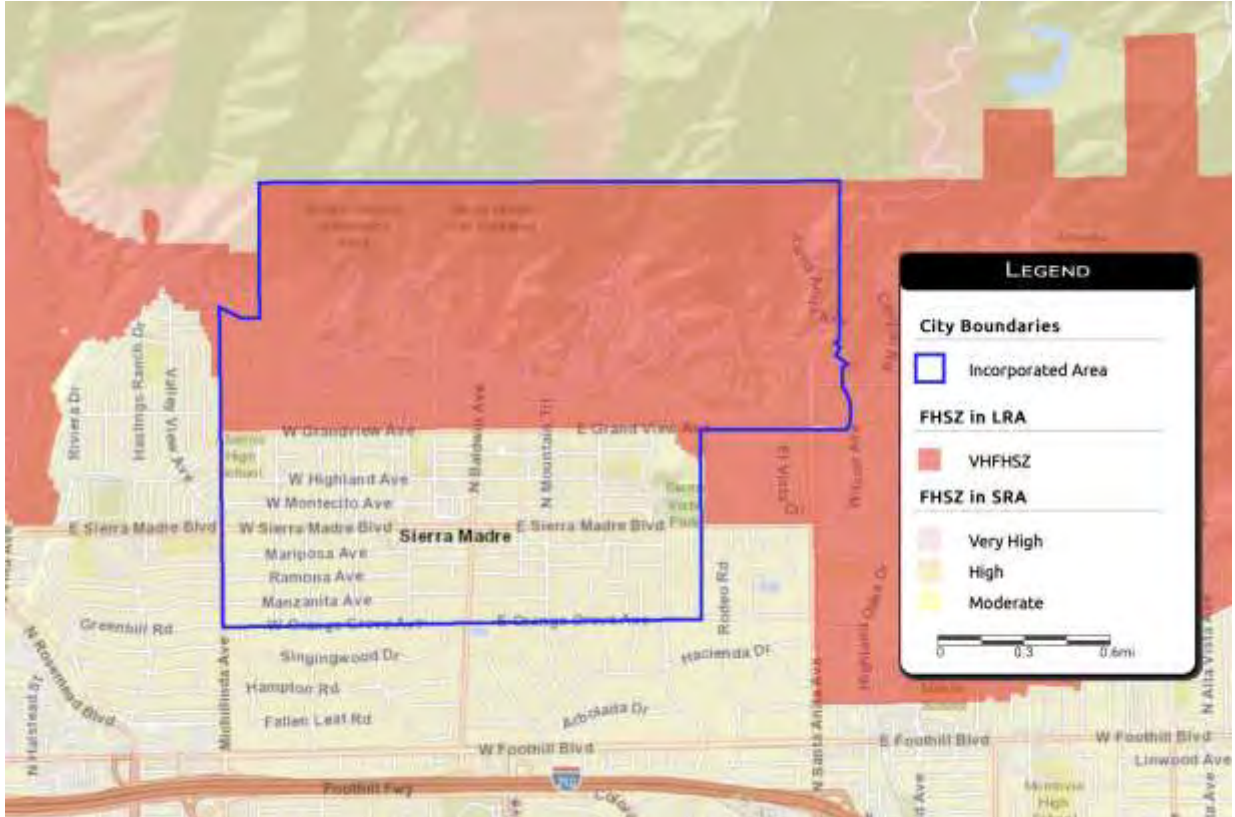 LEGEND
City Boundaries
Incorporated Area
FHSZ in LRA
VHFHSZ
FHSZ in SRA
Very High
High
Moderate
0 0.3 0.6mi
Riviera Dr
Hastings Ranch Dr
Valley View Ave
N Baldwin Ave
N Mountain Trl
W Grandview Ave
E Grand View Ave
High
W Highland Ave
W Montecito Ave
E Sierra Madre Blvd
W Sierra Madre Blvd
E Sierra Madre Blvd
Sierra Madre
Mariposa Ave
Ramona Ave
Manzanita Ave
W Orange Grove Ave
E Orange Grove Ave
Greenhill Rd
N Rosemead Blvd
N Halstead St
Michillinda Ave
Singingwood Dr
Hampton Rd
Fallen Leaf Rd
Arbolada Dr
Hacienda Dr
Rodeo Rd
Wilson Ave
Highland Oaks Dr
N Santa Anita Ave
N Alta Vista Ave
W Foothill Blvd
E Foothill Blvd
W Foothill Blvd
Linwood Ave
Foothill Fwy
210
Monrovia
High